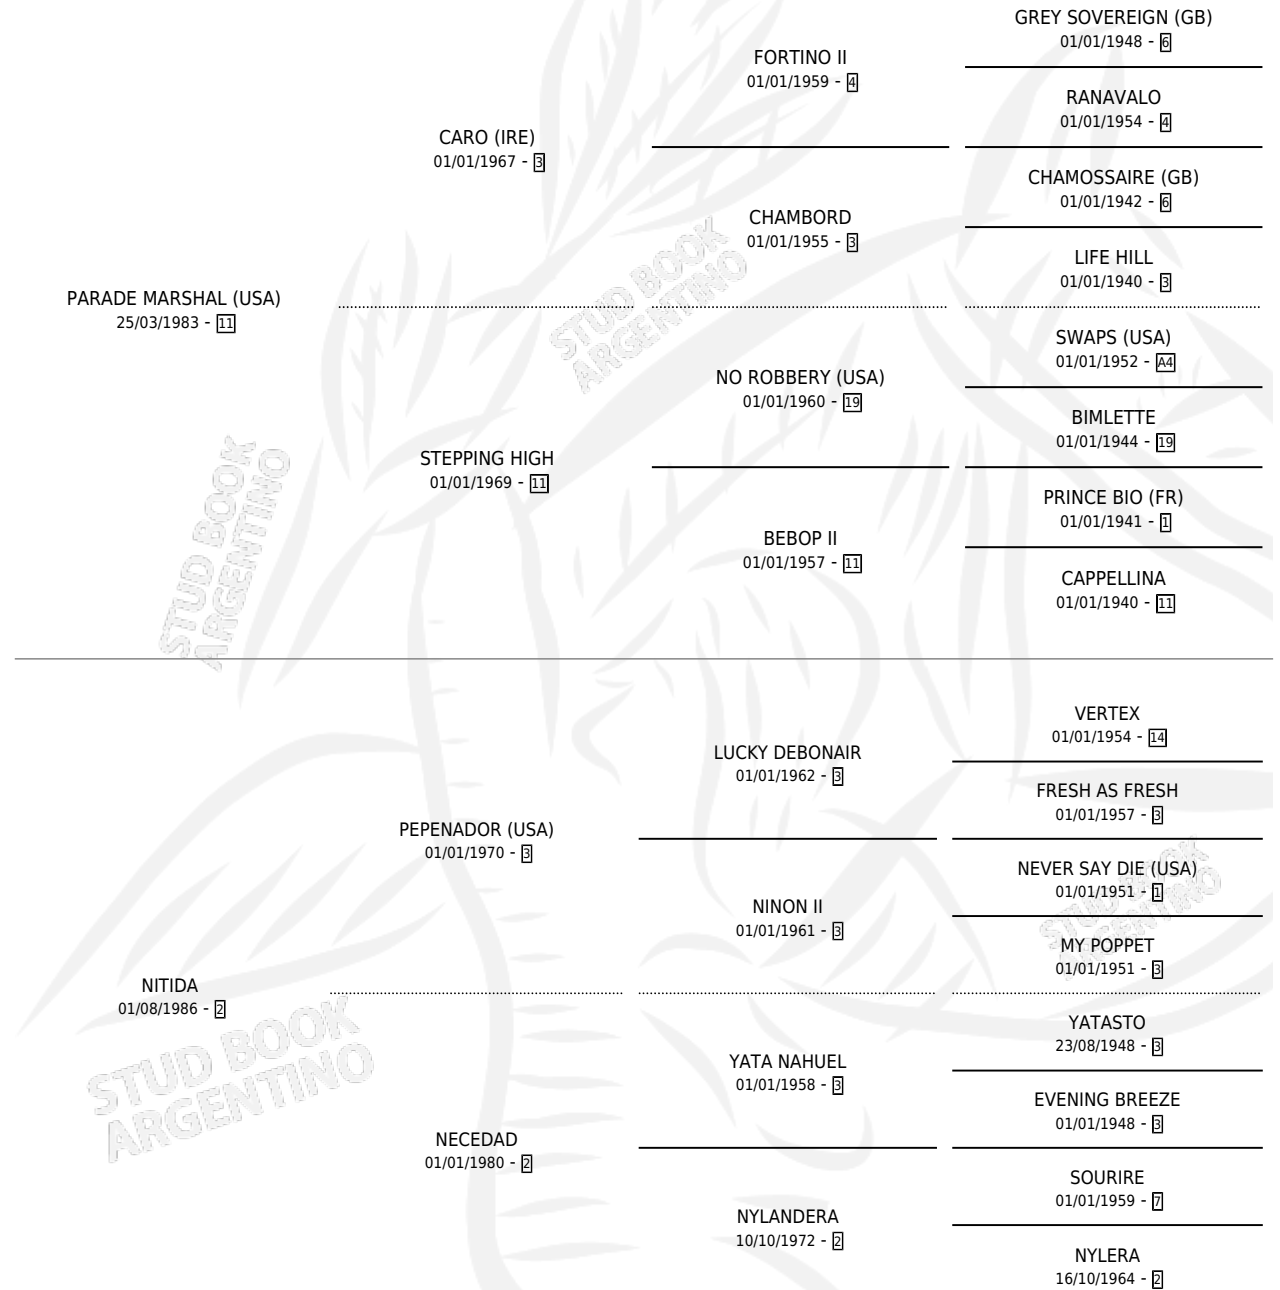 GREY SOVEREIGN (GB)
01/01/1948 - 6
FORTINO II
01/01/1959 - 4
RANAVALO
01/01/1954 - 4
CARO (IRE)
01/01/1967 - 3
CHAMOSSAIRE (GB)
01/01/1942 - 6
CHAMBORD
01/01/1955 - 3
LIFE HILL
01/01/1940 - 3
PARADE MARSHAL (USA)
25/03/1983 - 11
SWAPS (USA)
01/01/1952 - A4
NO ROBBERY (USA)
01/01/1960 - 19
BIMLETTE
01/01/1944 - 19
STEPPING HIGH
01/01/1969 - 11
PRINCE BIO (FR)
01/01/1941 - 1
BEBOP II
01/01/1957 - 11
CAPPELLINA
01/01/1940 - 11
VERTEX
01/01/1954 - 14
LUCKY DEBONAIR
01/01/1962 - 3
FRESH AS FRESH
01/01/1957 - 3
PEPENADOR (USA)
01/01/1970 - 3
NEVER SAY DIE (USA)
01/01/1951 - 1
NINON II
01/01/1961 - 3
MY POPPET
01/01/1951 - 3
NITIDA
01/08/1986 - 2
YATASTO
23/08/1948 - 3
YATA NAHUEL
01/01/1958 - 3
EVENING BREEZE
01/01/1948 - 3
NECEDAD
01/01/1980 - 2
SOURIRE
01/01/1959 - 7
NYLANDERA
10/10/1972 - 2
NYLERA
16/10/1964 - 2
STUD BOOK
ARGENTINO
STUD BOOK
ARGENTINO
STUD BOOK
ARGENTINO
STUD BOOK
ARGENTINO